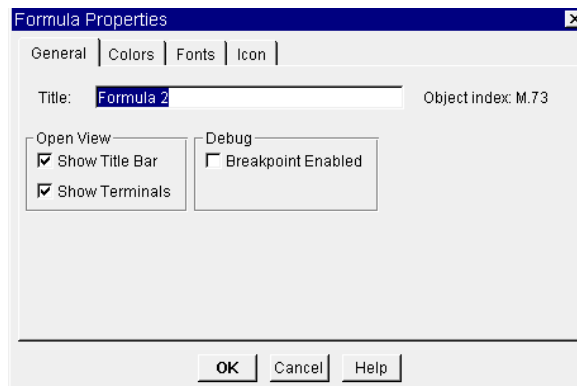 Formula Properties
General Colors Fonts Icon
Title: Formula 2 Object index: M.73
Open View Debug
Show Title Bar Breakpoint Enabled
Show Terminals
OK Cancel Help